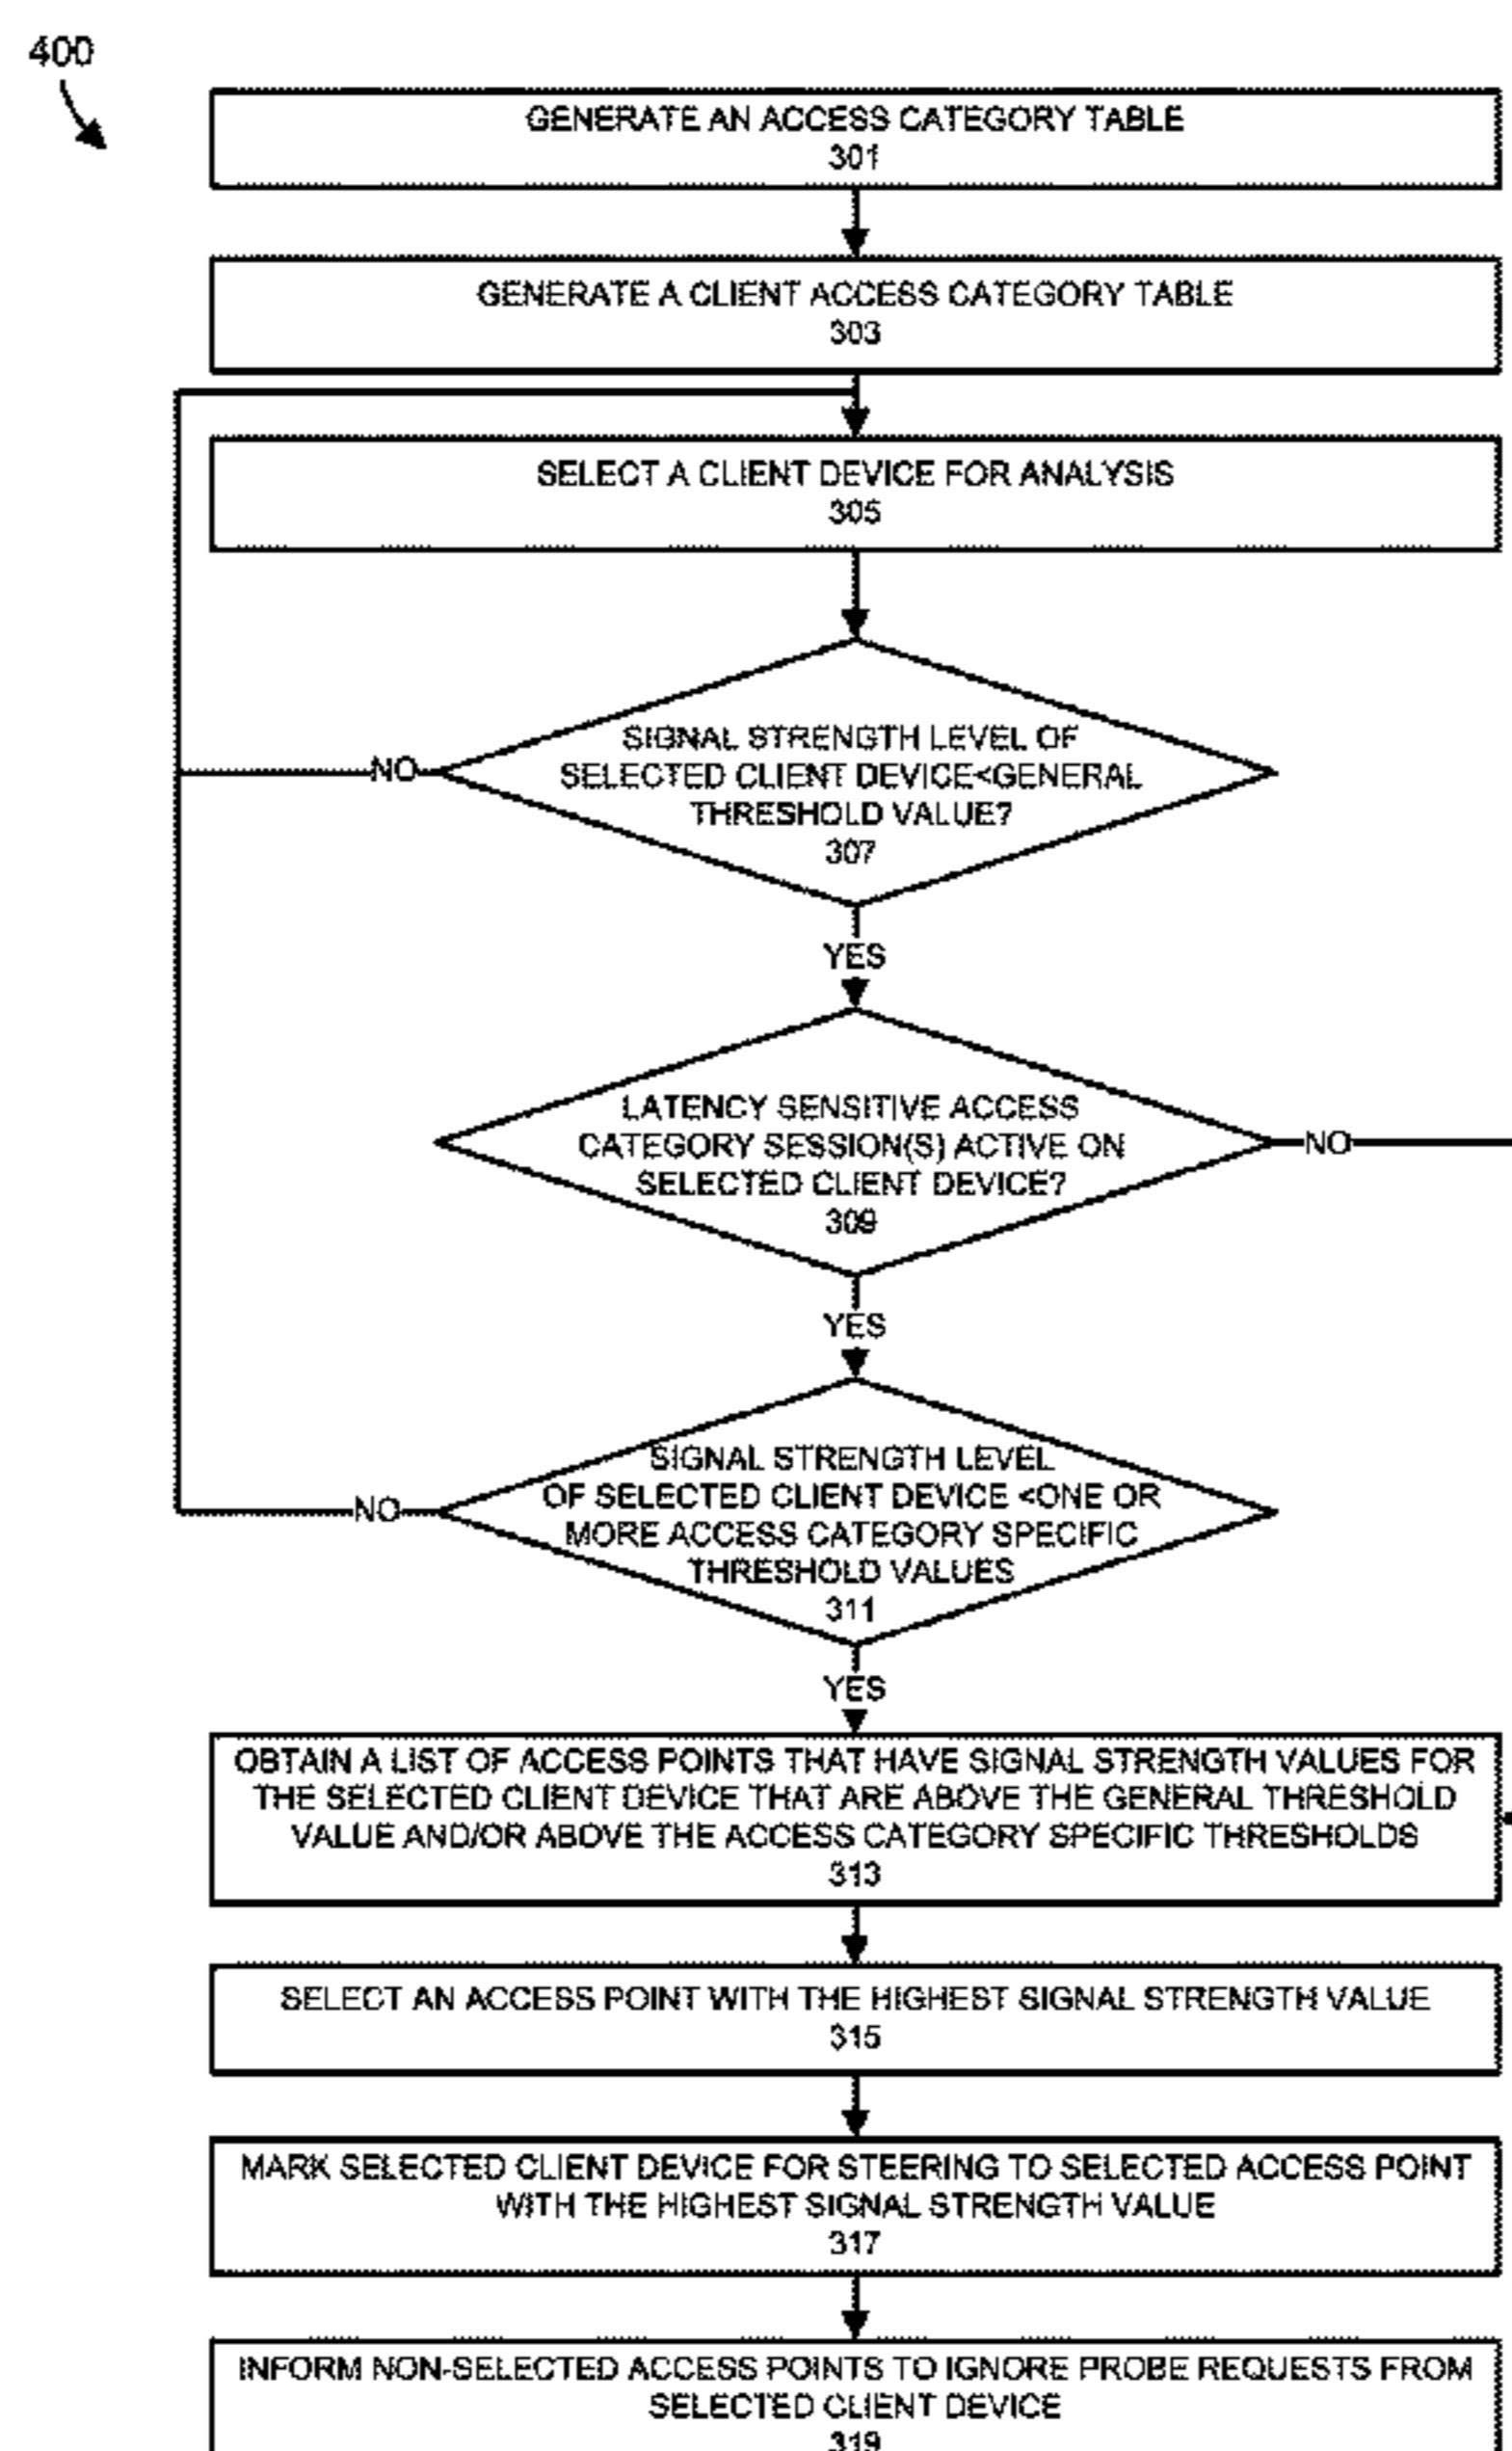 400
GENERATE AN ACCESS CATEGORY TABLE
301
GENERATE A CLIENT ACCESS CATEGORY TABLE
303
SELECT A CLIENT DEVICE FOR ANALYSIS
305
SIGNAL STRENGTH LEVEL OF
SELECTED CLIENT DEVICE<GENERAL
THRESHOLD VALUE?
307
NO
YES
LATENCY SENSITIVE ACCESS
CATEGORY SESSION(S) ACTIVE ON
SELECTED CLIENT DEVICE?
309
NO
YES
SIGNAL STRENGTH LEVEL
OF SELECTED CLIENT DEVICE <ONE OR
MORE ACCESS CATEGORY SPECIFIC
THRESHOLD VALUES
311
NO
YES
OBTAIN A LIST OF ACCESS POINTS THAT HAVE SIGNAL STRENGTH VALUES FOR
THE SELECTED CLIENT DEVICE THAT ARE ABOVE THE GENERAL THRESHOLD
VALUE AND/OR ABOVE THE ACCESS CATEGORY SPECIFIC THRESHOLDS
313
SELECT AN ACCESS POINT WITH THE HIGHEST SIGNAL STRENGTH VALUE
315
MARK SELECTED CLIENT DEVICE FOR STEERING TO SELECTED ACCESS POINT
WITH THE HIGHEST SIGNAL STRENGTH VALUE
317
INFORM NON-SELECTED ACCESS POINTS TO IGNORE PROBE REQUESTS FROM
SELECTED CLIENT DEVICE
319